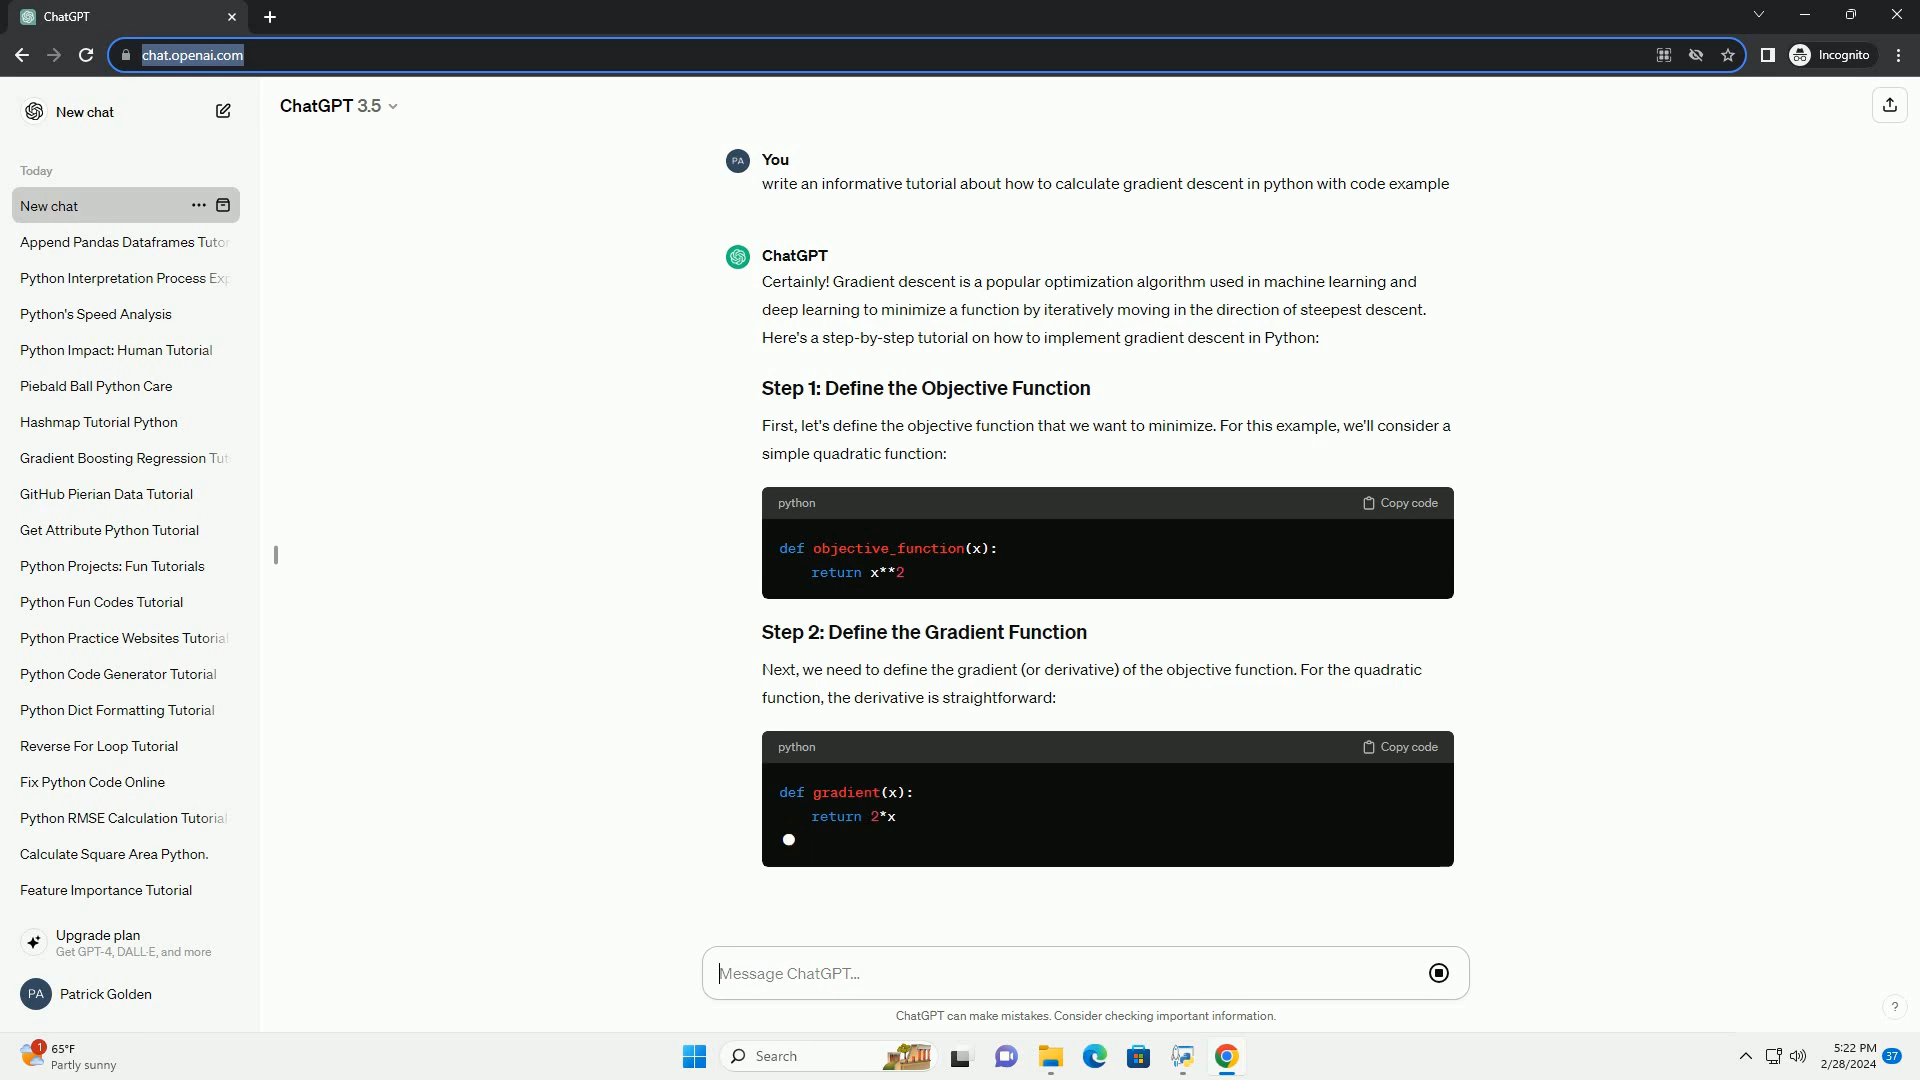 ChatGPT
chat.openai.com
Incognito
New chat
Today
New chat
Append Pandas Dataframes Tutor
Python Interpretation Process Exp
Python's Speed Analysis
Python Impact: Human Tutorial
Piebald Ball Python Care
Hashmap Tutorial Python
Gradient Boosting Regression Tut
GitHub Pierian Data Tutorial
Get Attribute Python Tutorial
Python Projects: Fun Tutorials
Python Fun Codes Tutorial
Python Practice Websites Tutorial
Python Code Generator Tutorial
Python Dict Formatting Tutorial
Reverse For Loop Tutorial
Fix Python Code Online
Python RMSE Calculation Tutorial
Calculate Square Area Python.
Feature Importance Tutorial
Upgrade plan
Get GPT-4, DALL·E, and more
PA Patrick Golden
ChatGPT 3.5
PA You
write an informative tutorial about how to calculate gradient descent in python with code example
ChatGPT
Certainly! Gradient descent is a popular optimization algorithm used in machine learning and
deep learning to minimize a function by iteratively moving in the direction of steepest descent.
Here's a step-by-step tutorial on how to implement gradient descent in Python:
Step 1: Define the Objective Function
First, let's define the objective function that we want to minimize. For this example, we'll consider a
simple quadratic function:
python Copy code
def objective_function(x):
return x**2
Step 2: Define the Gradient Function
Next, we need to define the gradient (or derivative) of the objective function. For the quadratic
function, the derivative is straightforward:
python Copy code
def gradient(x):
return 2*x
Message ChatGPT...
ChatGPT can make mistakes. Consider checking important information.
?
1 65°F
Partly sunny
Search
5:22 PM
2/28/2024 37